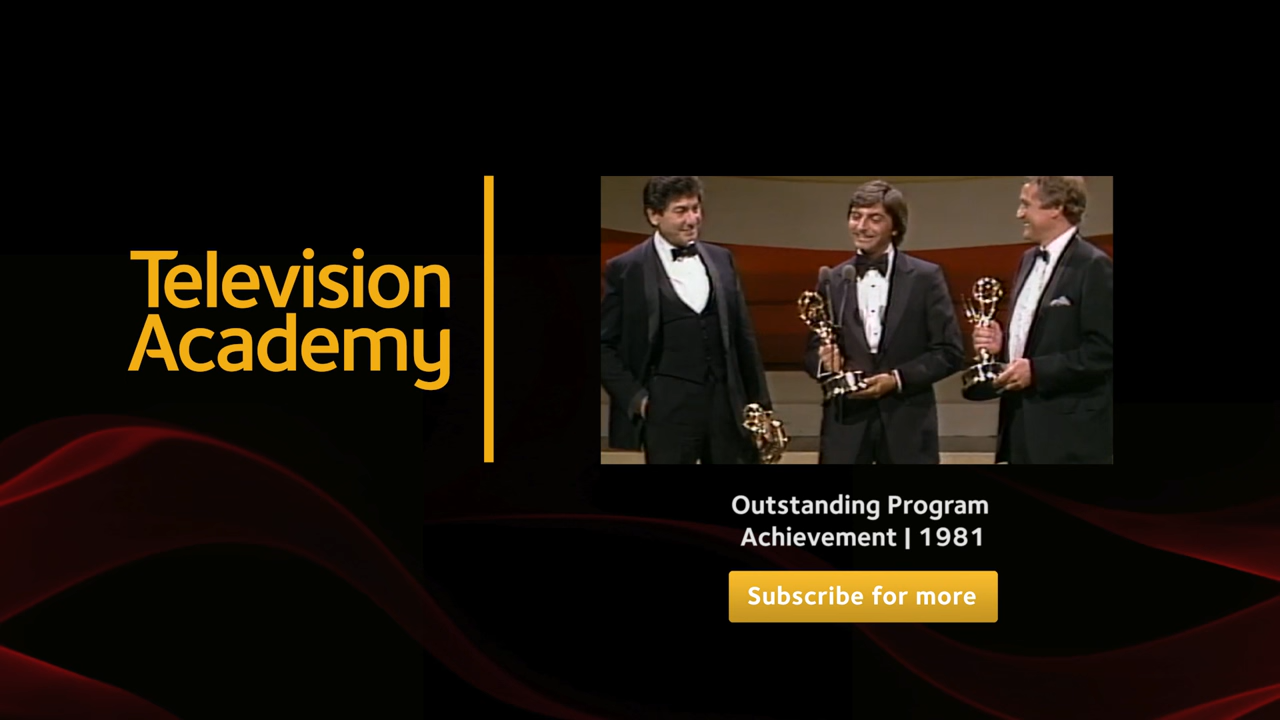 Television
Academy
Outstanding Program
Achievement | 1981
Subscribe for more